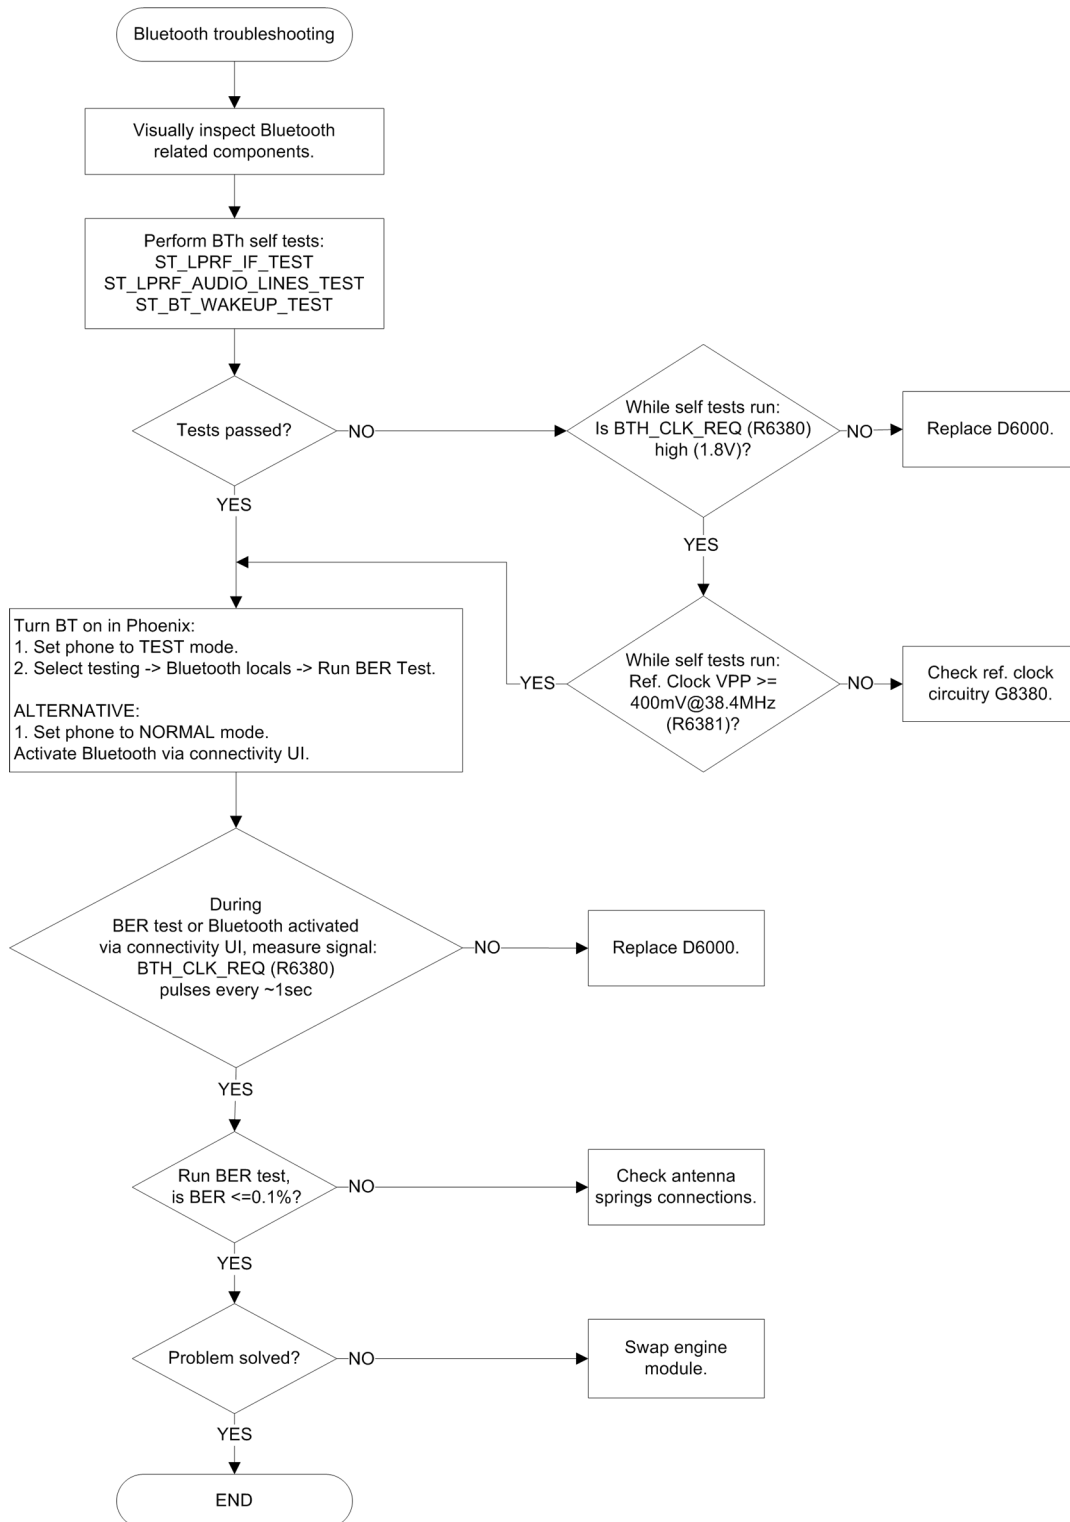 Bluetooth troubleshooting
Visually inspect Bluetooth
related components.
Perform BTh self tests:
ST_LPRF_IF_TEST
ST_LPRF_AUDIO_LINES_TEST
ST_BT_WAKEUP_TEST
Tests passed?
NO
While self tests run:
Is BTH_CLK_REQ (R6380)
high (1.8V)?
NO
Replace D6000.
YES
YES
Turn BT on in Phoenix:
1. Set phone to TEST mode.
2. Select testing -> Bluetooth locals -> Run BER Test.
ALTERNATIVE:
1. Set phone to NORMAL mode.
Activate Bluetooth via connectivity UI.
YES
While self tests run:
Ref. Clock VPP >=
400mV@38.4MHz
(R6381)?
NO
Check ref. clock
circuitry G8380.
During
BER test or Bluetooth activated
via connectivity UI, measure signal:
BTH_CLK_REQ (R6380)
pulses every ~1sec
NO
Replace D6000.
YES
Run BER test,
is BER <=0.1%?
NO
Check antenna
springs connections.
YES
Problem solved?
NO
Swap engine
module.
YES
END